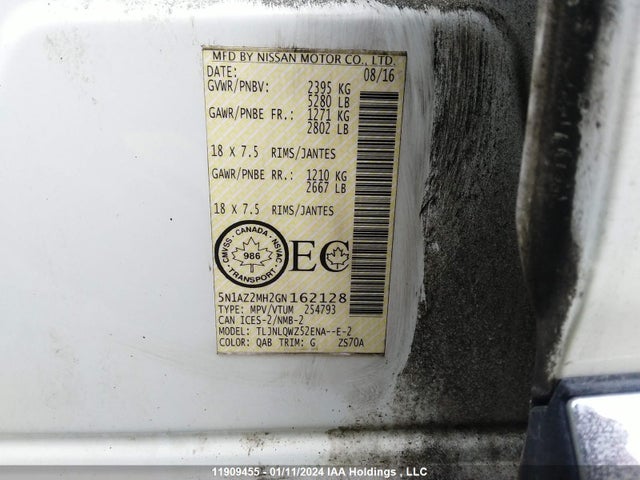 MFD BY NISSAN MOTOR CO., LTD.
DATE: 08/16
GVWR/PNBV: 2395 KG
5280 LB
GAWR/PNBE FR.: 1271 KG
2802 LB
18 X 7.5 RIMS/JANTES
GAWR/PNBE RR.: 1210 KG
2667 LB
18 X 7.5 RIMS/JANTES
CMVSS · CANADA · NSVAC
986
TRANSPORT
EC
5N1AZ2MH2GN162128
TYPE: MPV/VTUM 254793
CAN ICES-2/NMB-2
MODEL: TLJNLQWZ52ENA--E-2
COLOR: QAB TRIM: G ZS70A
11909455 --- 01/11/2024 IAA Holdings , LLC